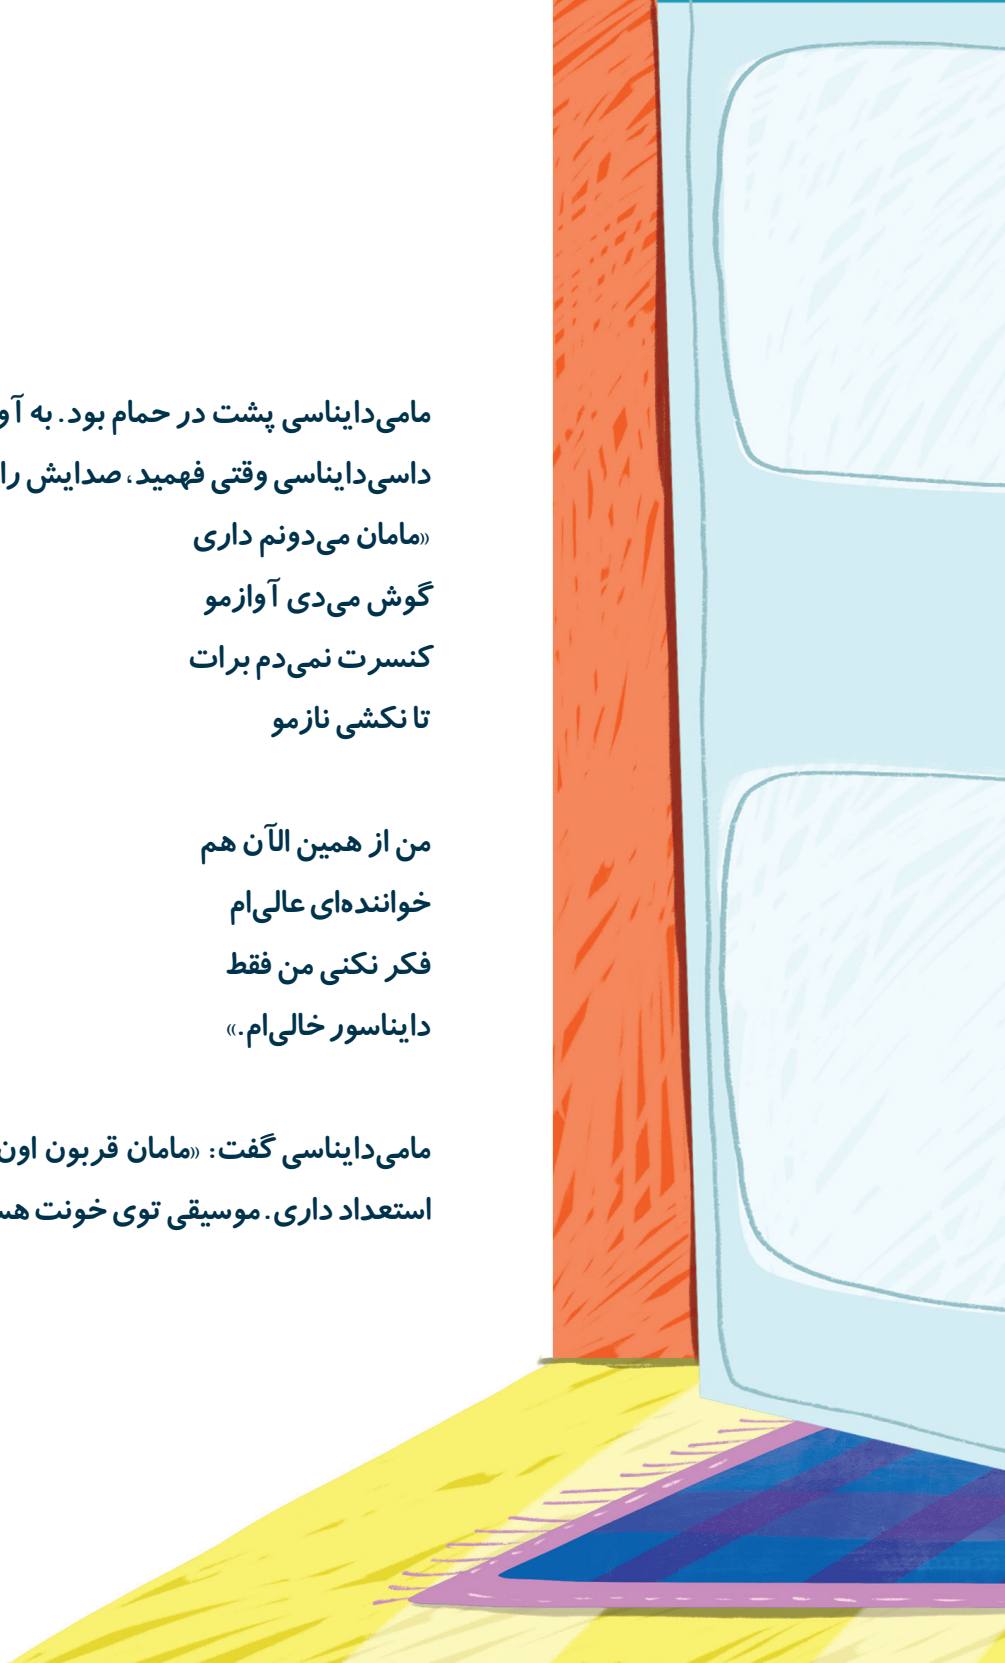 مامی‌دایناسی پشت در حمام بود. به
داسی‌دایناسی وقتی فهمید، صدایش را
«مامان می‌دونم داری
گوش می‌دی آوازمو
کنسرت نمی‌دم برات
تا نکشی نازمو
من از همین الآن هم
خواننده‌ای عالی‌ام
فکر نکنی من فقط
دایناسور خالی‌ام.»
مامی‌دایناسی گفت: «مامان قربون اون
استعداد داری. موسیقی توی خونت